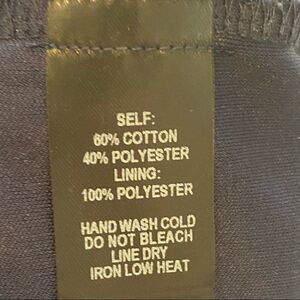 SELF:
60% COTTON
40% POLYESTER
LINING:
100% POLYESTER
HAND WASH COLD
DO NOT BLEACH
LINE DRY
IRON LOW HEAT